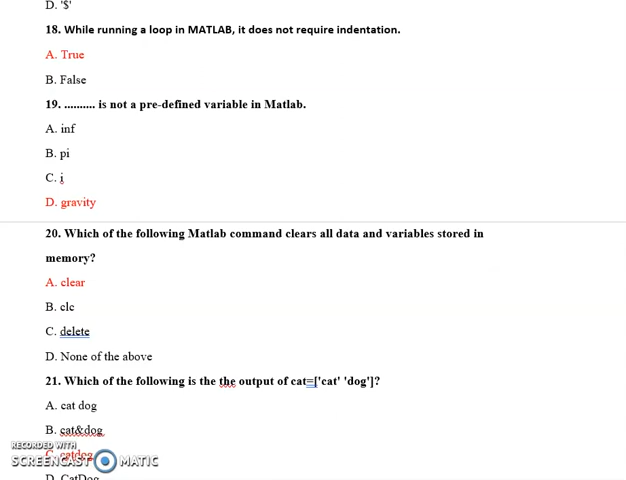 D. '$'
18. While running a loop in MATLAB, it does not require indentation.
A. True
B. False
19. .......... is not a pre-defined variable in Matlab.
A. inf
B. pi
C. i
D. gravity
20. Which of the following Matlab command clears all data and variables stored in
memory?
A. clear
B. clc
C. delete
D. None of the above
21. Which of the following is the the output of cat=['cat' 'dog']?
A. cat dog
B. cat&dog
C. catdog
D. CatDog
RECORDED WITH
SCREENCAST MATIC